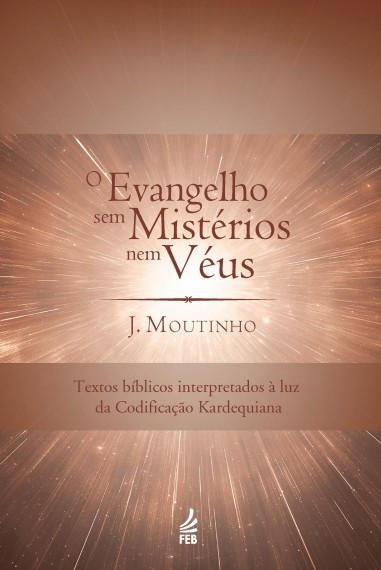 O Evangelho
sem Mistérios
nem Véus
J. Moutinho
Textos bíblicos interpretados à luz
da Codificação Kardequiana
FEB